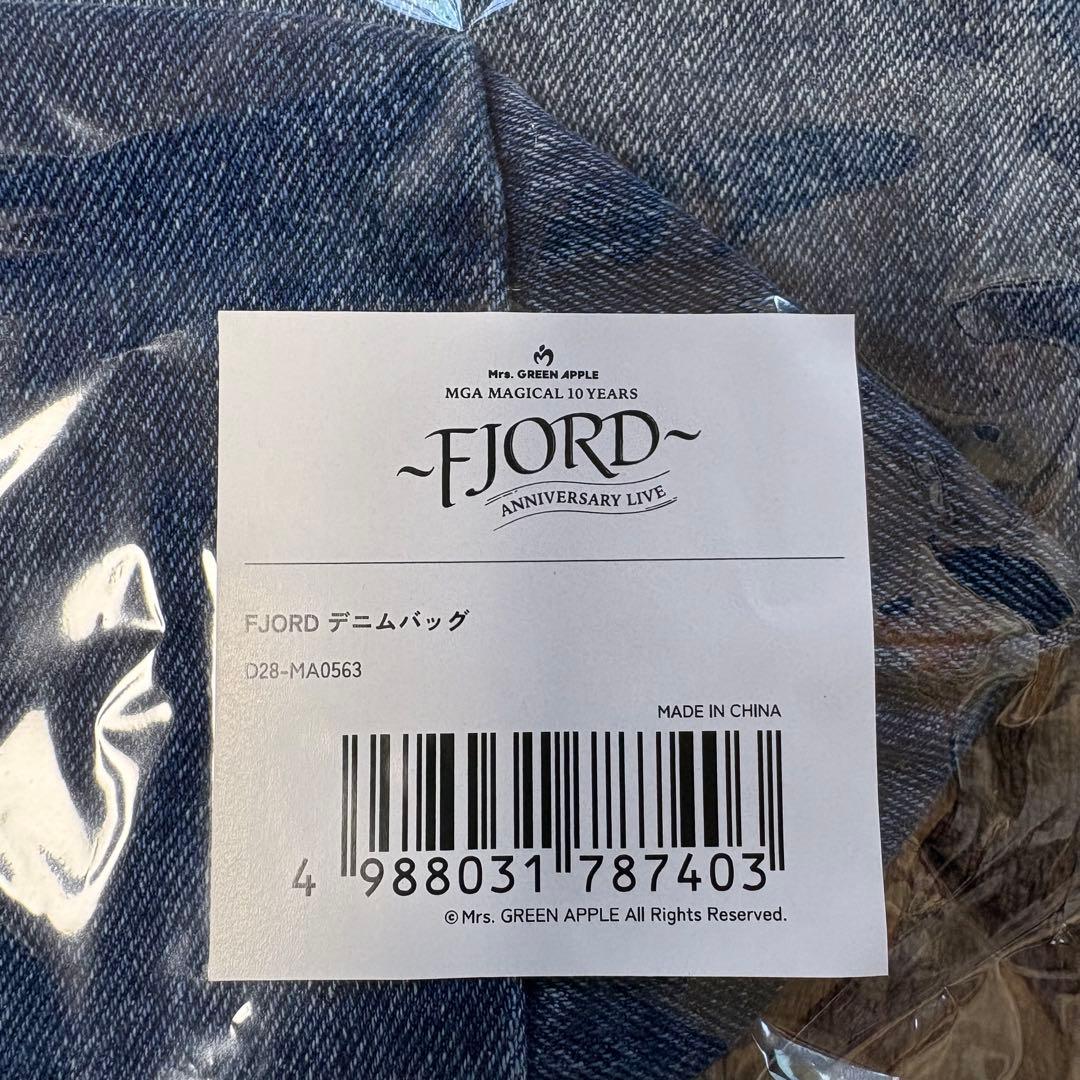 Mrs. GREEN APPLE
MGA MAGICAL 10 YEARS
~FJORD~
ANNIVERSARY LIVE
FJORD デニムバッグ
D28-MA0563
MADE IN CHINA
4 988031 787403
©Mrs. GREEN APPLE All Rights Reserved.